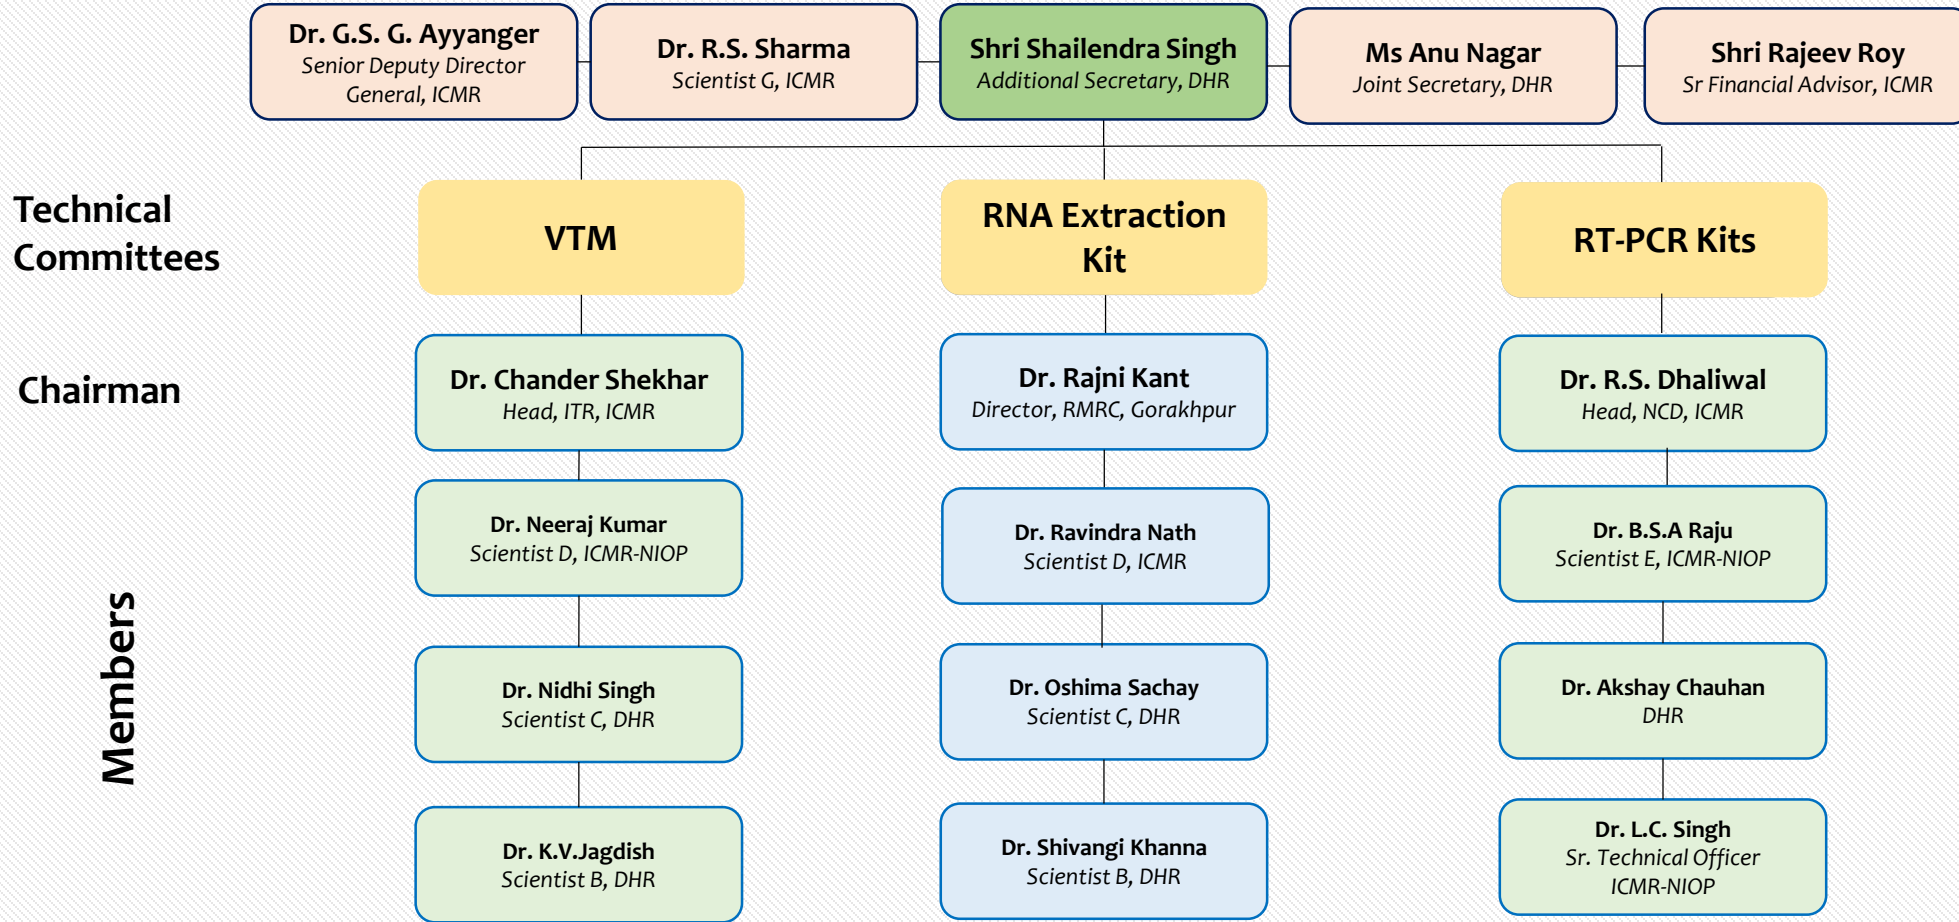 Dr. G.S. G. Ayyanger
Senior Deputy Director
General, ICMR
Dr. R.S. Sharma
Scientist G, ICMR
Shri Shailendra Singh
Additional Secretary, DHR
Ms Anu Nagar
Joint Secretary, DHR
Shri Rajeev Roy
Sr Financial Advisor, ICMR
Technical
Committees
VTM
RNA Extraction
Kit
RT-PCR Kits
Chairman
Dr. Chander Shekhar
Head, ITR, ICMR
Dr. Rajni Kant
Director, RMRC, Gorakhpur
Dr. R.S. Dhaliwal
Head, NCD, ICMR
Members
Dr. Neeraj Kumar
Scientist D, ICMR-NIOP
Dr. Ravindra Nath
Scientist D, ICMR
Dr. B.S.A Raju
Scientist E, ICMR-NIOP
Dr. Nidhi Singh
Scientist C, DHR
Dr. Oshima Sachay
Scientist C, DHR
Dr. Akshay Chauhan
DHR
Dr. K.V.Jagdish
Scientist B, DHR
Dr. Shivangi Khanna
Scientist B, DHR
Dr. L.C. Singh
Sr. Technical Officer
ICMR-NIOP